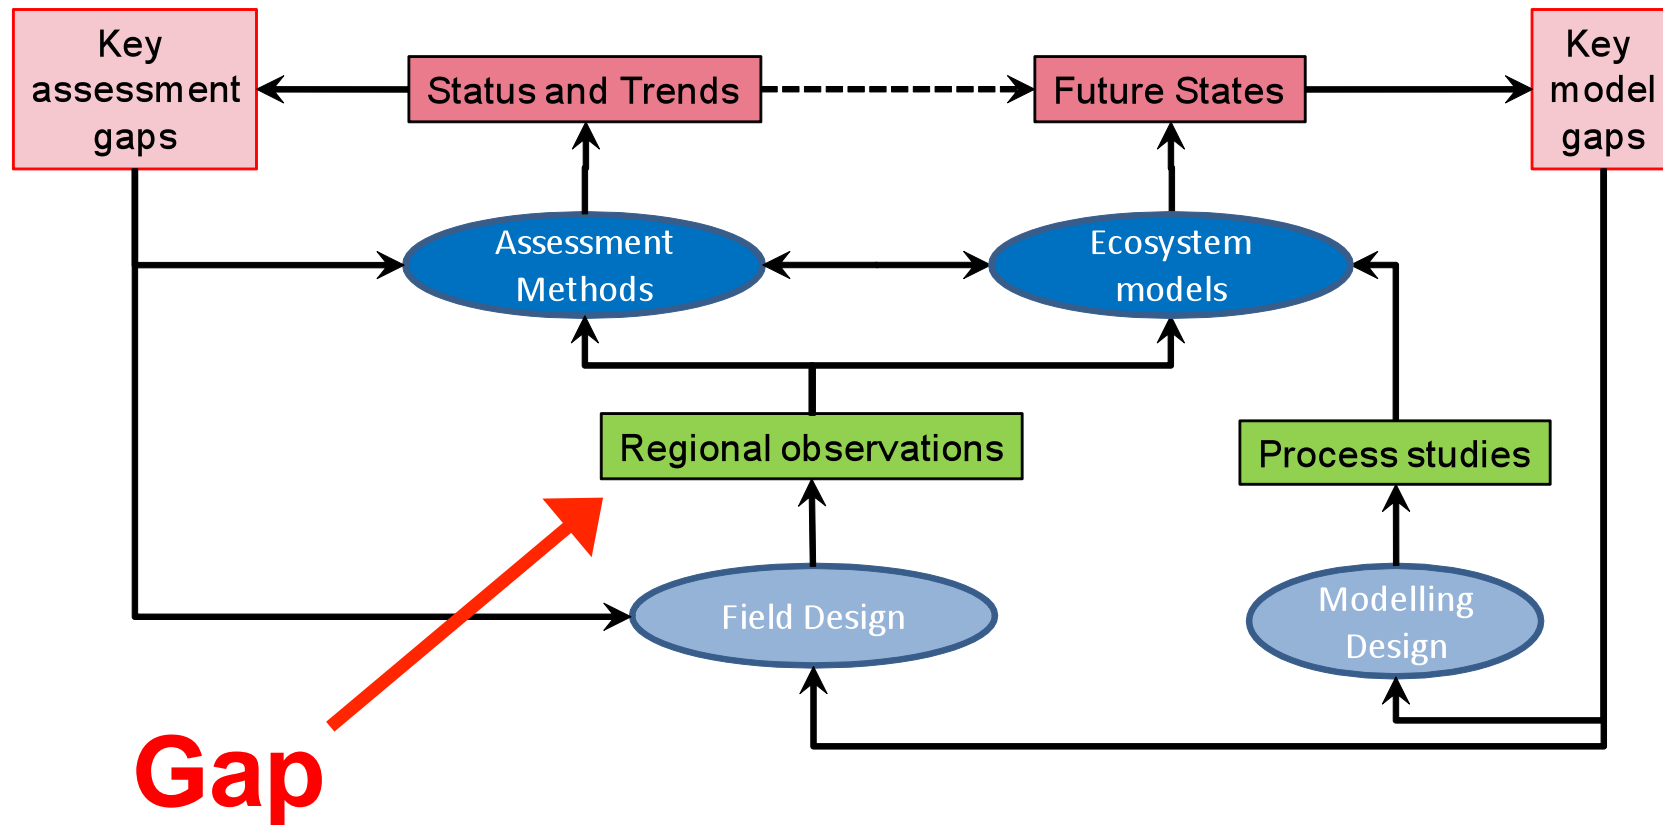 Key
assessment
gaps
Status and Trends
Future States
Key
model
gaps
Assessment
Methods
Ecosystem
models
Regional observations
Process studies
Field Design
Modelling
Design
Gap